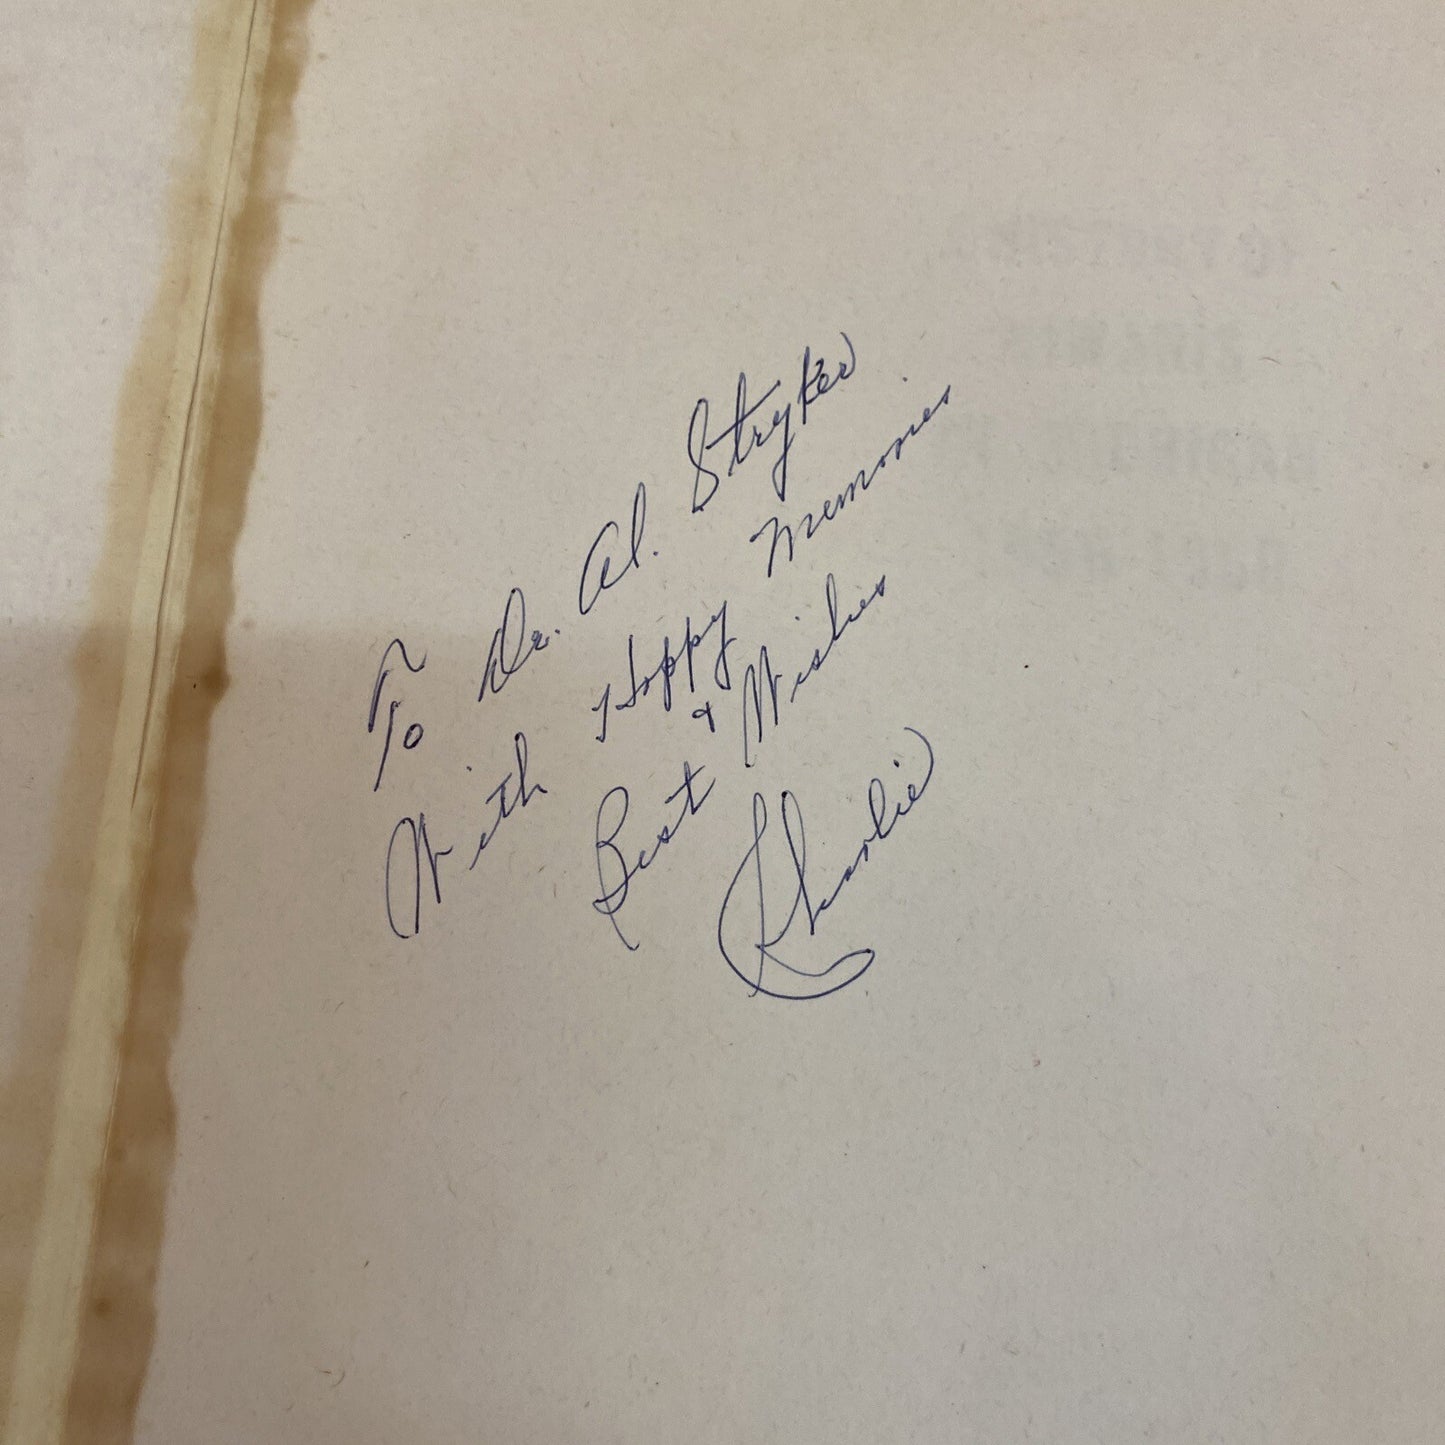 To Dr. Al. Stryker
With Happy Memories
&
Best Wishes
Charlie